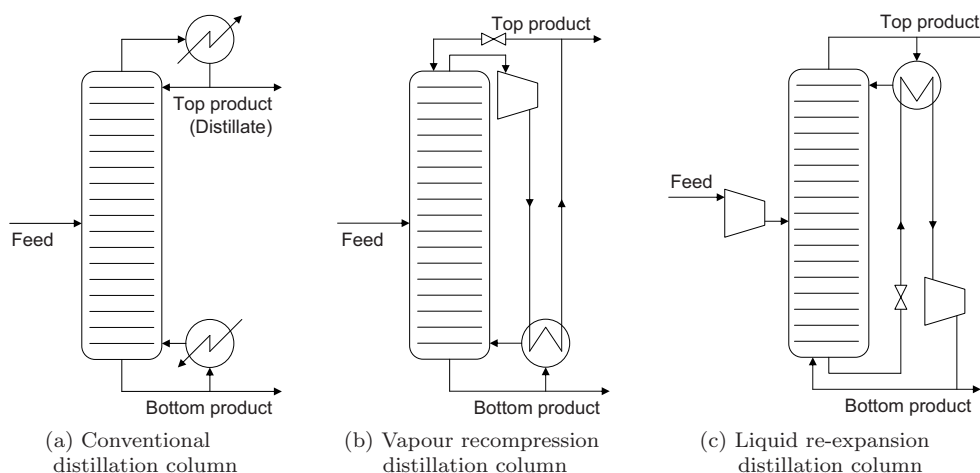 Top product
(Distillate)
Feed
Bottom product
(a) Conventional
distillation column
Top product
Feed
Bottom product
(b) Vapour recompression
distillation column
Top product
Feed
Bottom product
(c) Liquid re-expansion
distillation column